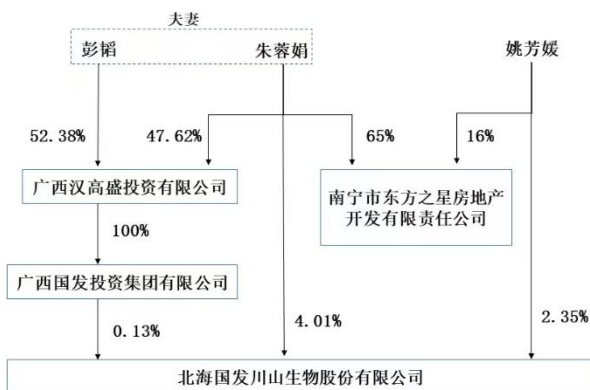 夫妻
彭韬
朱蓉娟
姚芳媛
52.38%
47.62%
65%
16%
广西汉高盛投资有限公司
南宁市东方之星房地产
开发有限责任公司
100%
广西国发投资集团有限公司
0.13%
4.01%
2.35%
北海国发川山生物股份有限公司